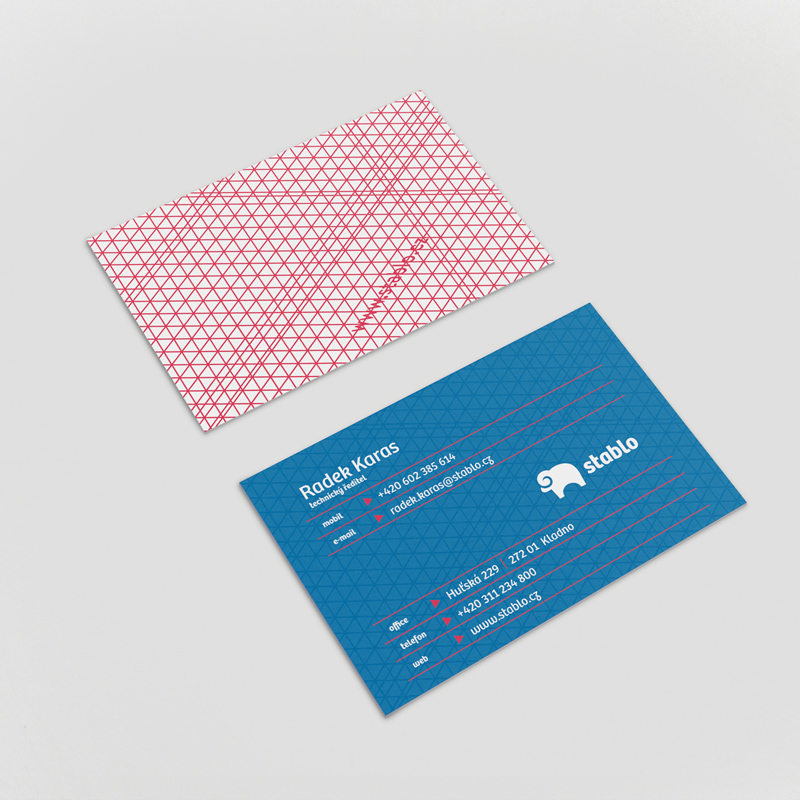 www.stablo.cz
Radek Karas
technický ředitel
mobil +420 602 385 614
e-mail radek.karas@stablo.cz
stablo
office Huťská 229 | 272 01 Kladno
telefon +420 311 234 800
web www.stablo.cz